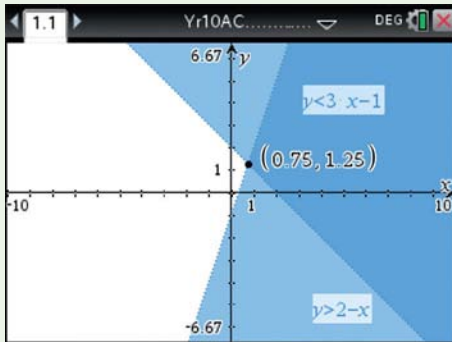 1.1 Yr10AC............ DEG
6.67 y
y<3 x−1
(0.75, 1.25)
1
x
-10 1 10
y>2−x
-6.67